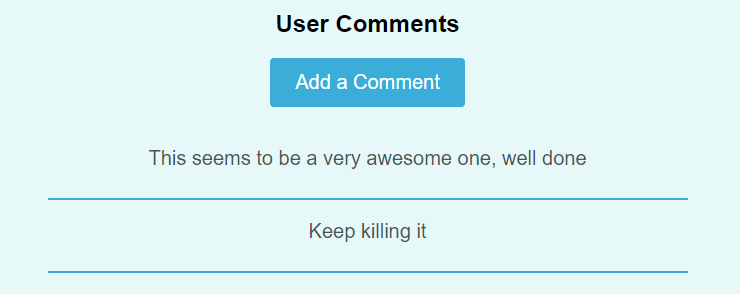 User Comments
Add a Comment
This seems to be a very awesome one, well done
Keep killing it